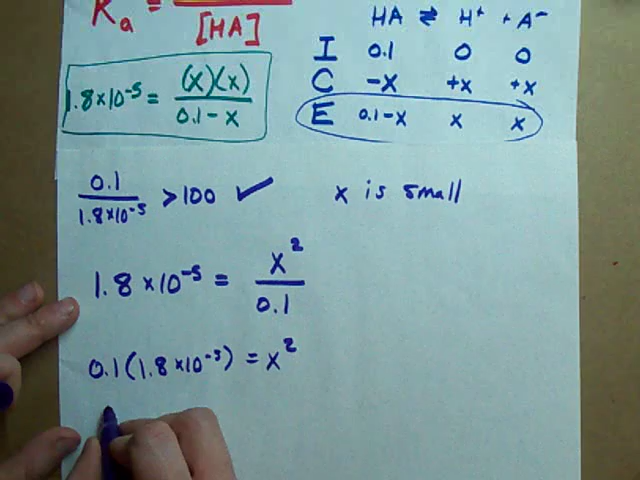 Ka = 
[HA]
1.8×10⁻⁵ = (x)(x) / 0.1 - x
HA ⇌ H⁺ + A⁻
I 0.1 0 0
C -x +x +x
E 0.1-x x x
0.1 / 1.8×10⁻⁵ > 100 ✓ x is small
1.8 ×10⁻⁵ = x² / 0.1
0.1(1.8×10⁻⁵) = x²